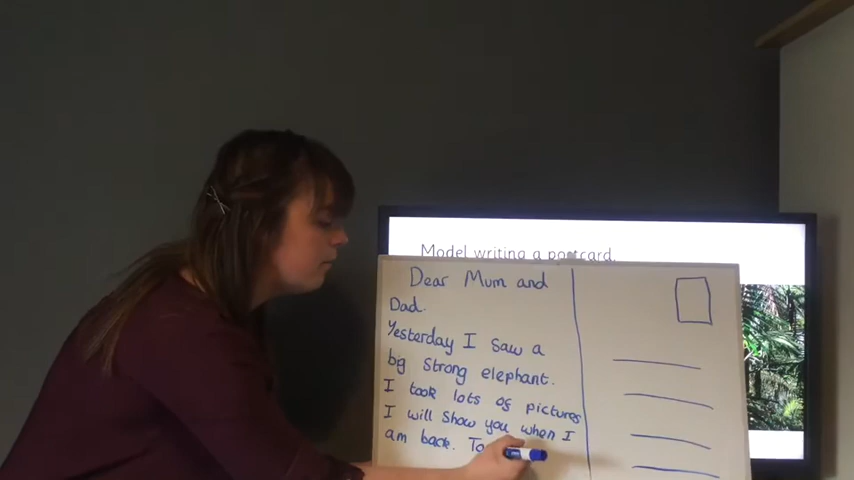 Model writing a postcard.
Dear Mum and
Dad.
Yesterday I saw a
big strong elephant.
I took lots of pictures
I will show you when I
am back. To